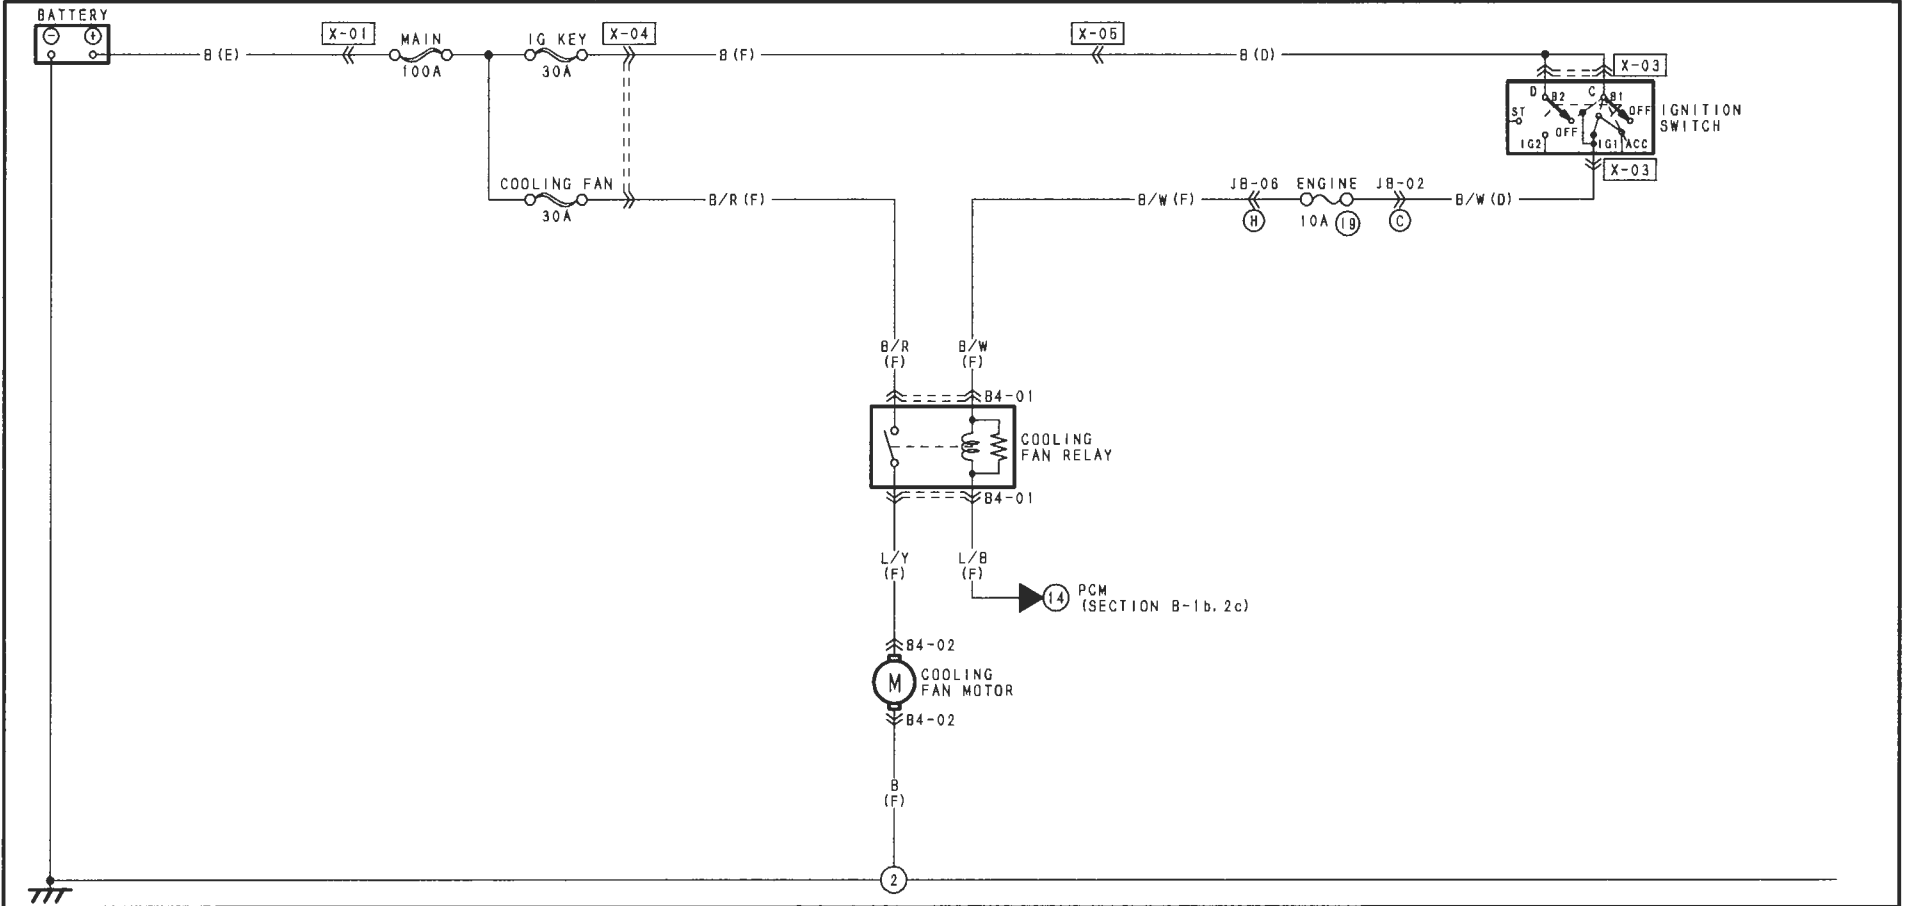 BATTERY
− +
B (E)
X-01
MAIN
100A
IG KEY
30A
X-04
B (F)
X-05
B (D)
X-03
D B2 C B1
ST OFF OFF
IG2 IG1 ACC
IGNITION
SWITCH
X-03
COOLING FAN
30A
B/R (F)
B/W (F)
JB-06
H
ENGINE
10A 19
JB-02
C
B/W (D)
B/R
(F)
B/W
(F)
B4-01
COOLING
FAN RELAY
B4-01
L/Y
(F)
L/B
(F)
14
PCM
(SECTION B-1b, 2c)
B4-02
M
COOLING
FAN MOTOR
B4-02
B
(F)
2